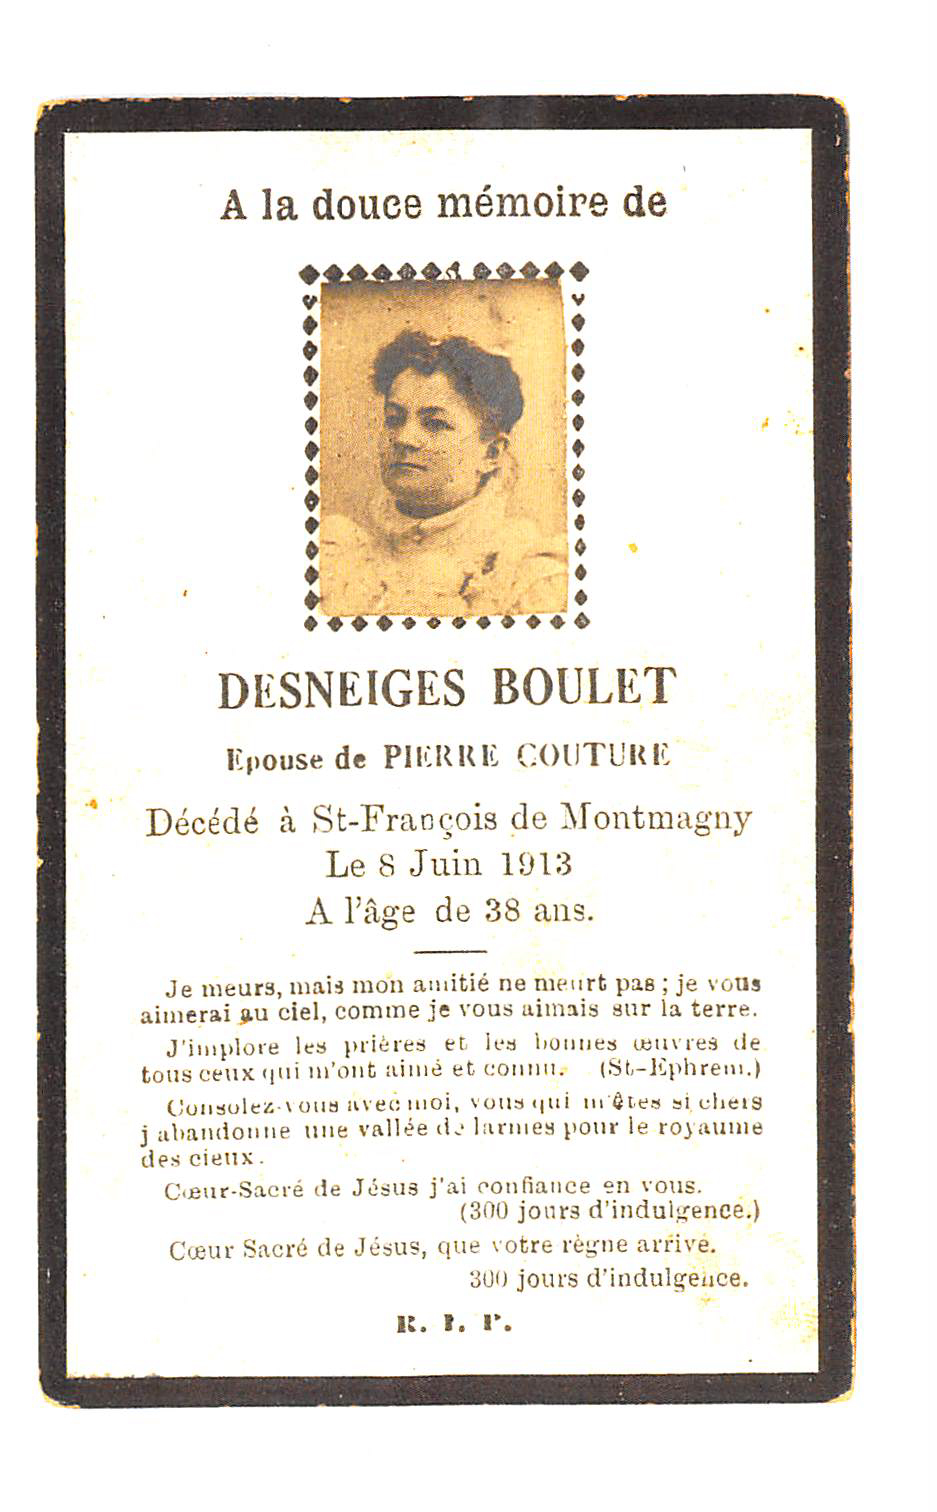 A la douce mémoire de
DESNEIGES BOULET
Epouse de PIERRE COUTURE
Décédé à St-François de Montmagny
Le 8 Juin 1913
A l'âge de 38 ans.
Je meurs, mais mon amitié ne meurt pas ; je vous
aimerai au ciel, comme je vous aimais sur la terre.
J'implore les prières et les bonnes œuvres de
tous ceux qui m'ont aimé et connu. (St-Ephrem.)
Consolez-vous avec moi, vous qui m'êtes si chers
j abandonne une vallée de larmes pour le royaume
des cieux.
Cœur-Sacré de Jésus j'ai confiance en vous.
(300 jours d'indulgence.)
Cœur Sacré de Jésus, que votre règne arrive.
300 jours d'indulgence.
R. I. P.